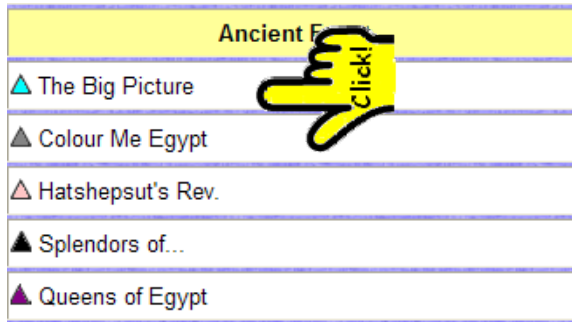 Ancient
Click!
The Big Picture
Colour Me Egypt
Hatshepsut's Rev.
Splendors of...
Queens of Egypt